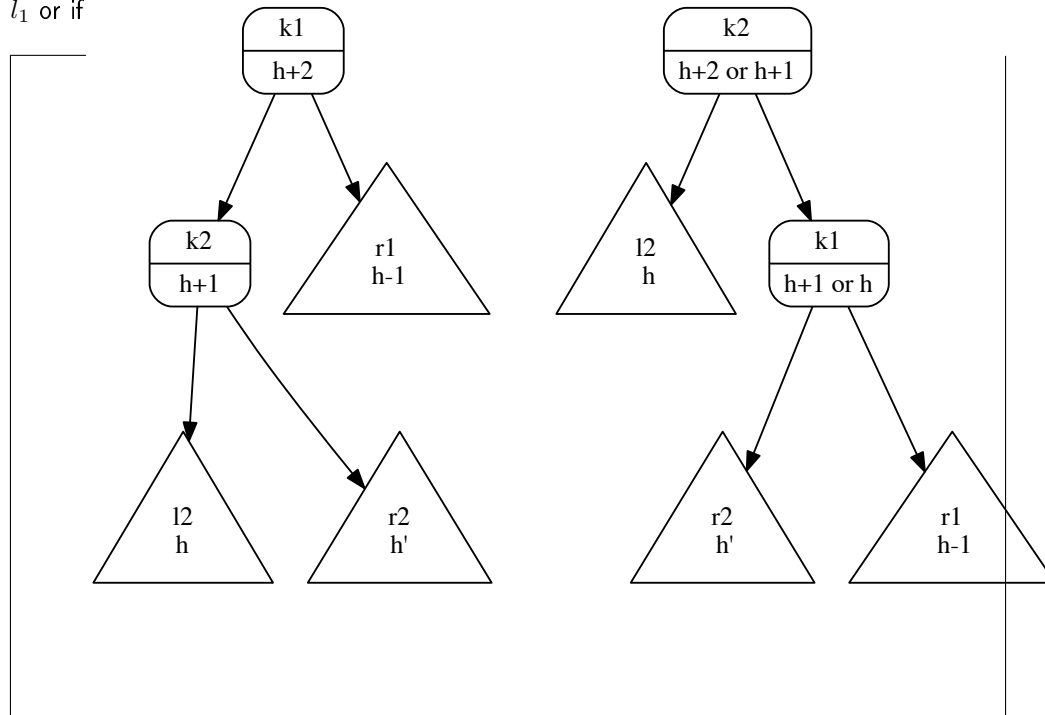 l₁ or if
k1
h+2
k2
h+1
r1
h-1
l2
h
r2
h'
k2
h+2 or h+1
l2
h
k1
h+1 or h
r2
h'
r1
h-1